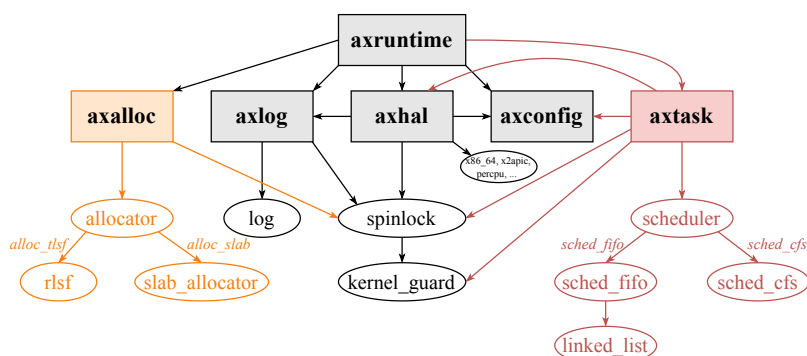 axruntime
axalloc
axlog
axhal
axconfig
axtask
x86_64, x2apic,
percpu, ...
allocator
log
spinlock
scheduler
alloc_tlsf
alloc_slab
sched_fifo
sched_cfs
rlsf
slab_allocator
kernel_guard
sched_fifo
sched_cfs
linked_list